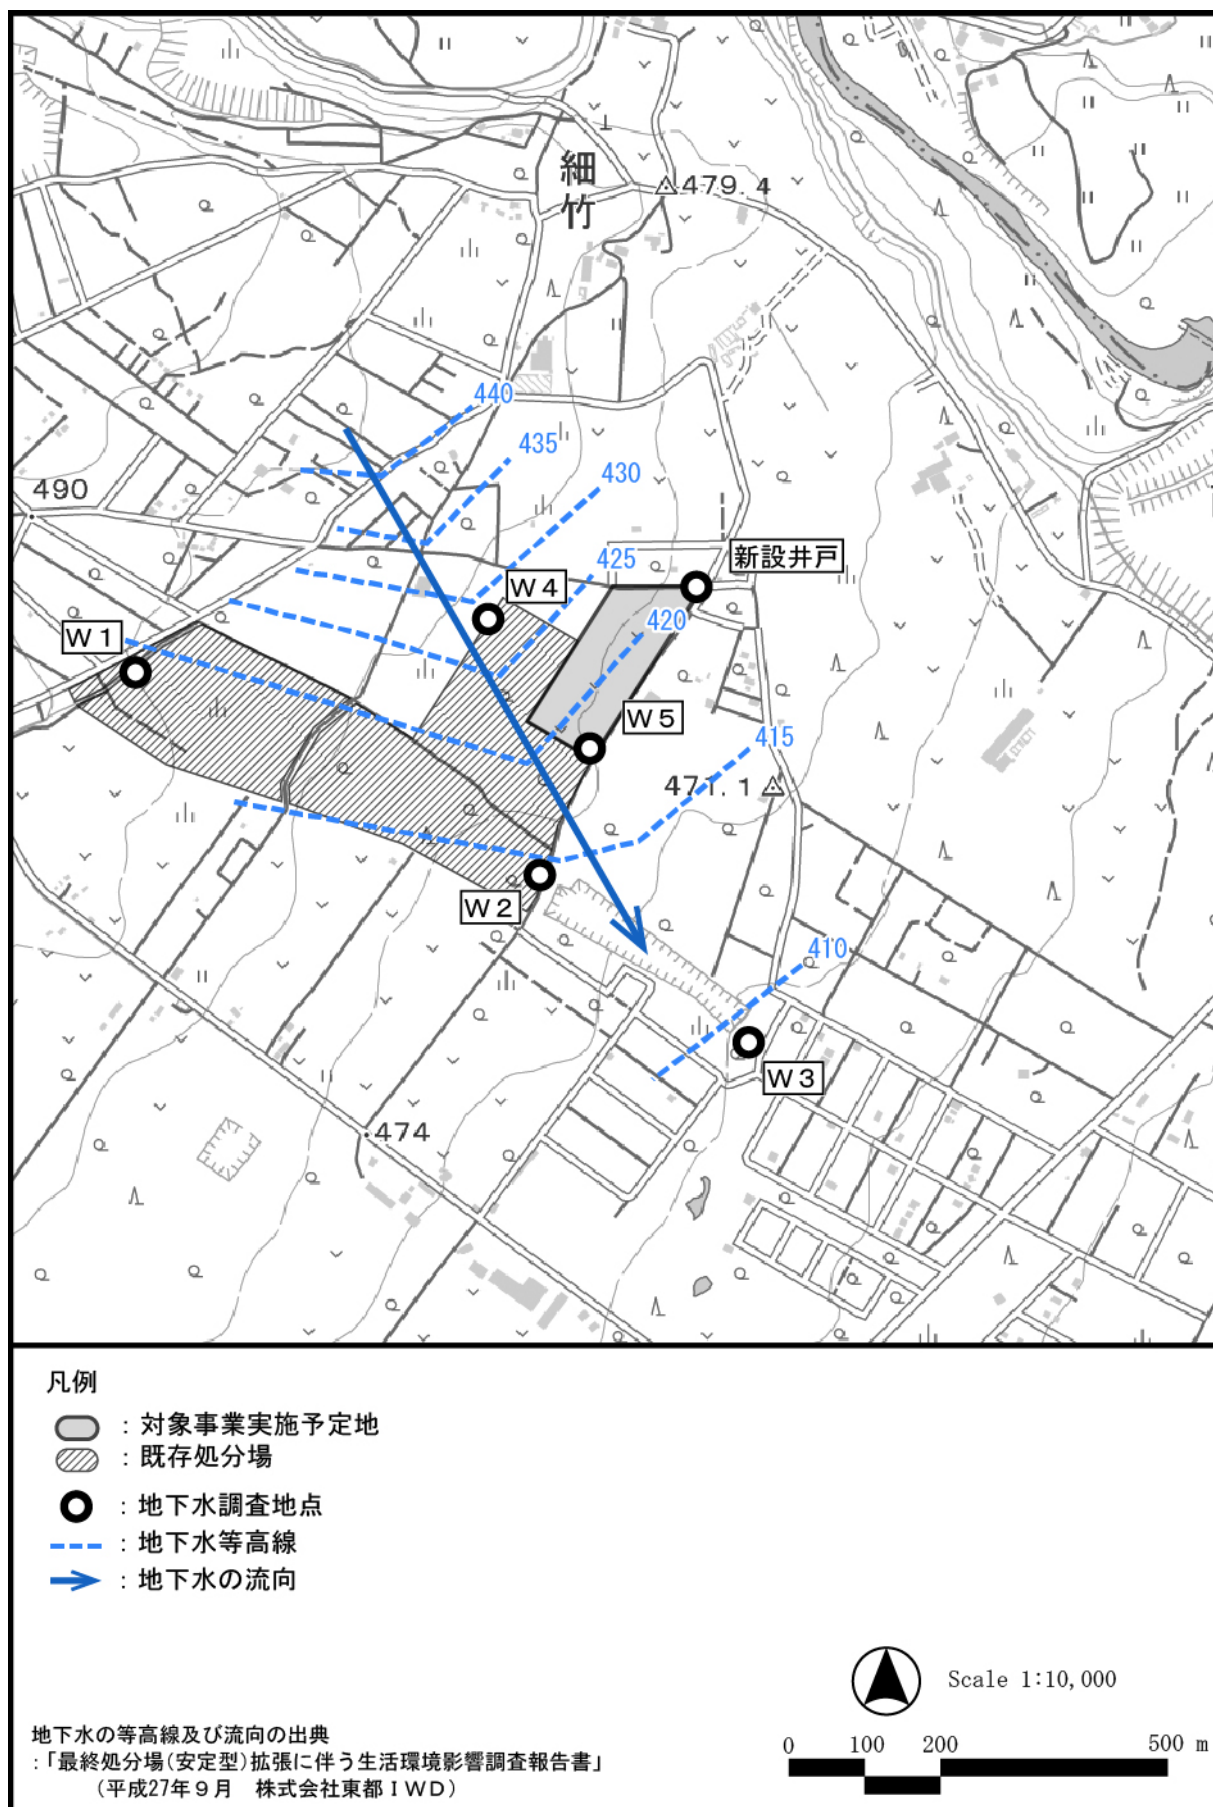 細竹
479.4
440
435
430
490
425
新設井戸
W4
420
W1
W5
415
471.1
W2
410
W3
474
凡例
：対象事業実施予定地
：既存処分場
：地下水調査地点
：地下水等高線
：地下水の流向
Scale 1:10,000
0 100 200 500 m
地下水の等高線及び流向の出典
：「最終処分場(安定型)拡張に伴う生活環境影響調査報告書」
（平成27年９月　株式会社東都ＩＷＤ）